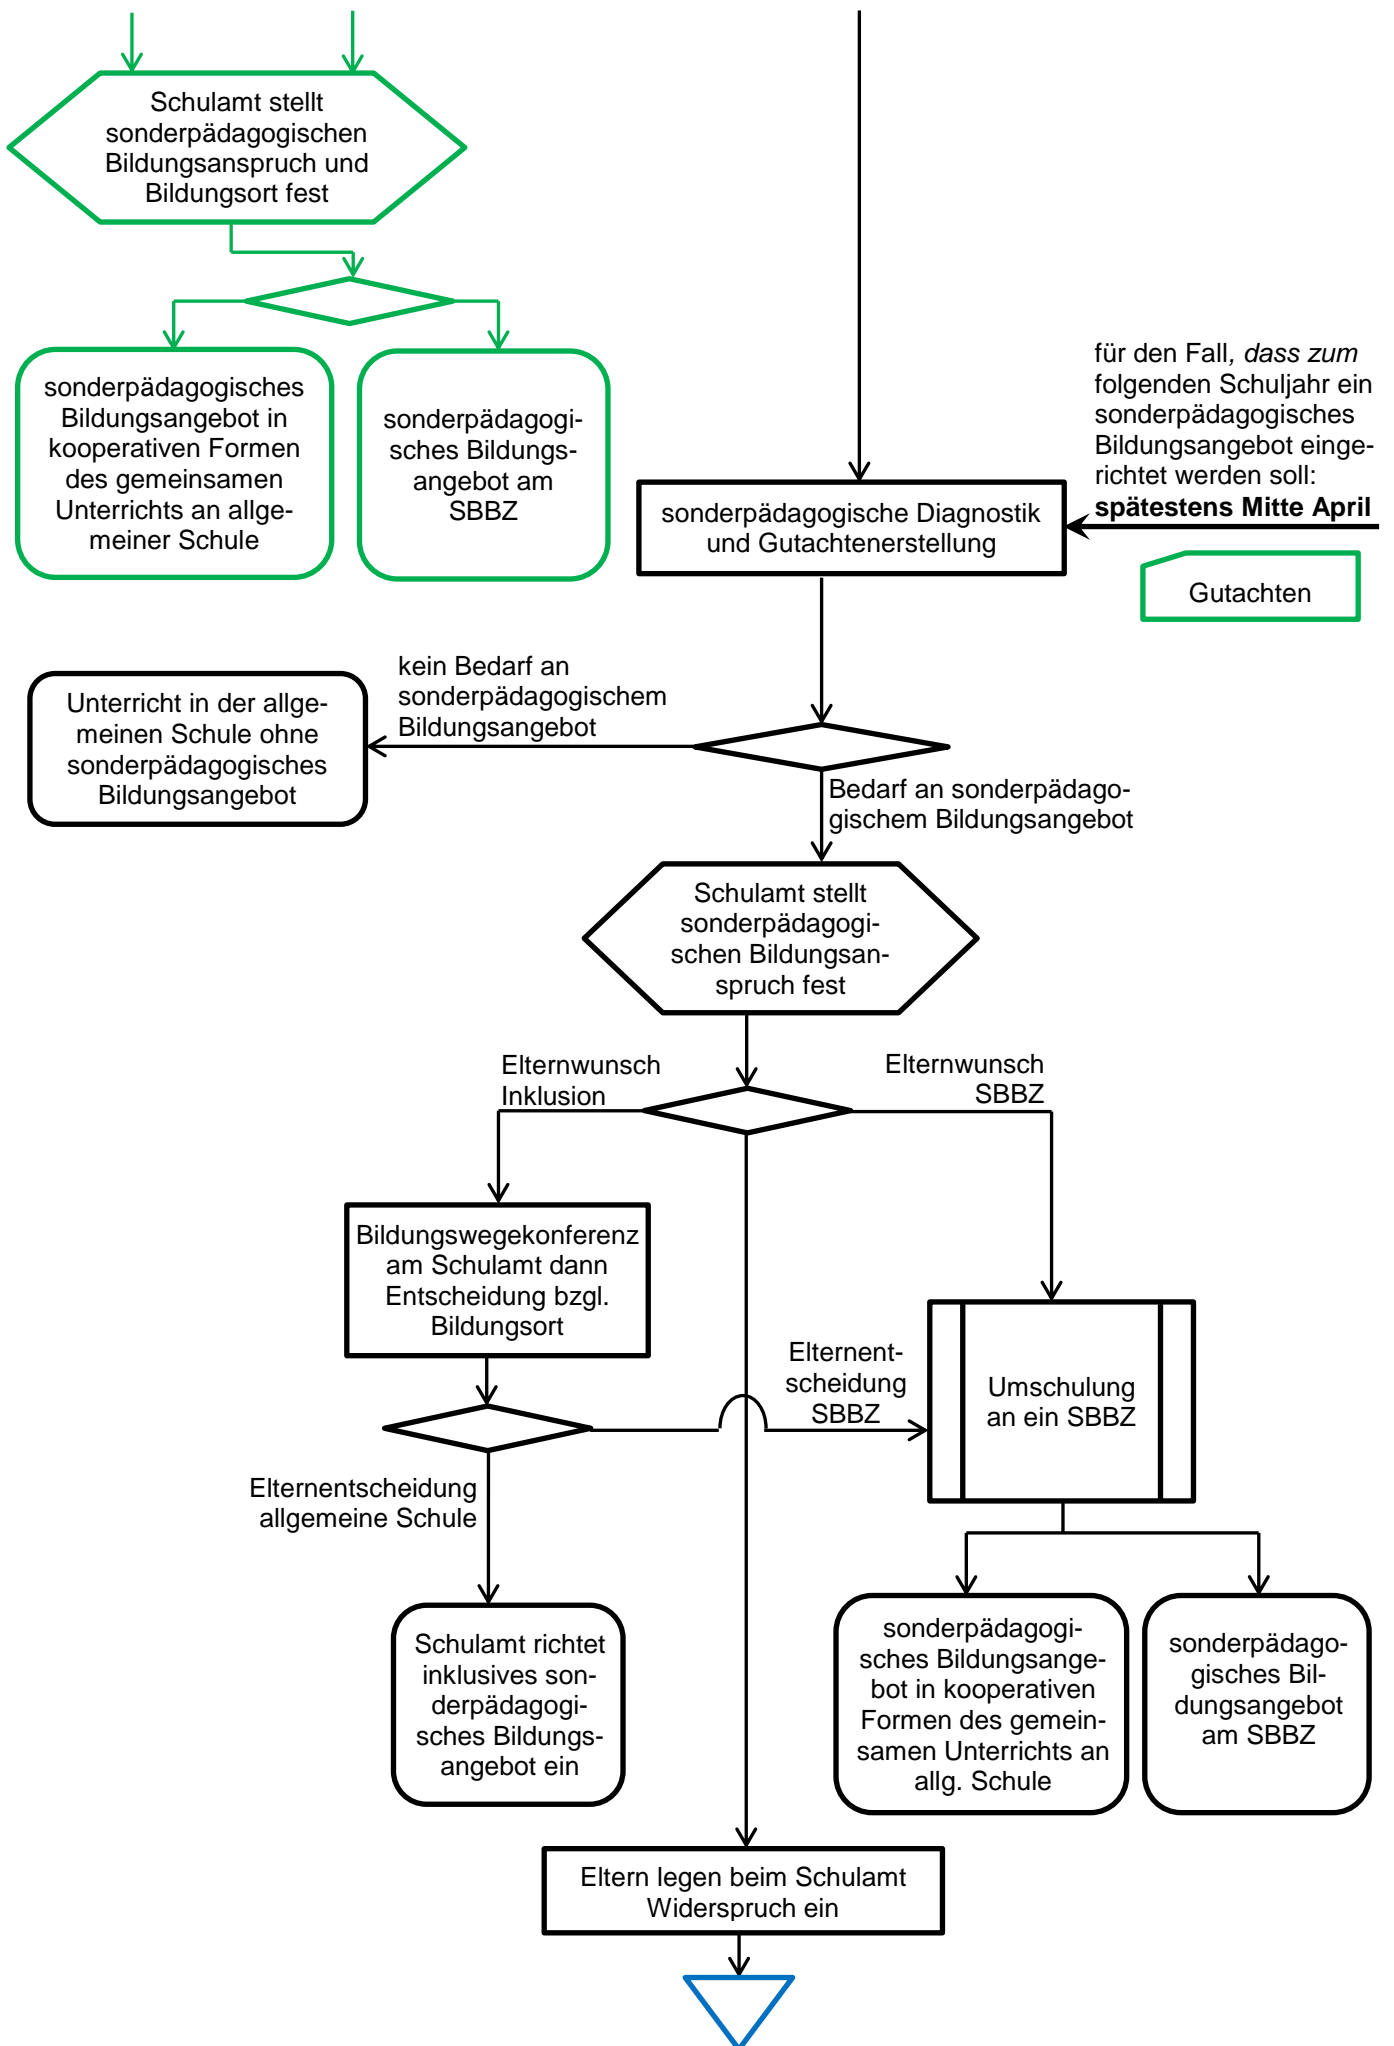 Schulamt stellt
sonderpädagogischen
Bildungsanspruch und
Bildungsort fest
sonderpädagogisches
Bildungsangebot in
kooperativen Formen
des gemeinsamen
Unterrichts an allge-
meiner Schule
sonderpädagogi-
sches Bildungs-
angebot am
SBBZ
für den Fall, dass zum
folgenden Schuljahr ein
sonderpädagogisches
Bildungsangebot einge-
richtet werden soll:
spätestens Mitte April
sonderpädagogische Diagnostik
und Gutachtenerstellung
Gutachten
kein Bedarf an
sonderpädagogischem
Bildungsangebot
Unterricht in der allge-
meinen Schule ohne
sonderpädagogisches
Bildungsangebot
Bedarf an sonderpädago-
gischem Bildungsangebot
Schulamt stellt
sonderpädagogi-
schen Bildungsan-
spruch fest
Elternwunsch
Inklusion
Elternwunsch
SBBZ
Bildungswegekonferenz
am Schulamt dann
Entscheidung bzgl.
Bildungsort
Elternent-
scheidung
SBBZ
Umschulung
an ein SBBZ
Elternentscheidung
allgemeine Schule
Schulamt richtet
inklusives son-
derpädagogi-
sches Bildungs-
angebot ein
sonderpädagogi-
sches Bildungsange-
bot in kooperativen
Formen des gemein-
samen Unterrichts an
allg. Schule
sonderpädago-
gisches Bil-
dungsangebot
am SBBZ
Eltern legen beim Schulamt
Widerspruch ein